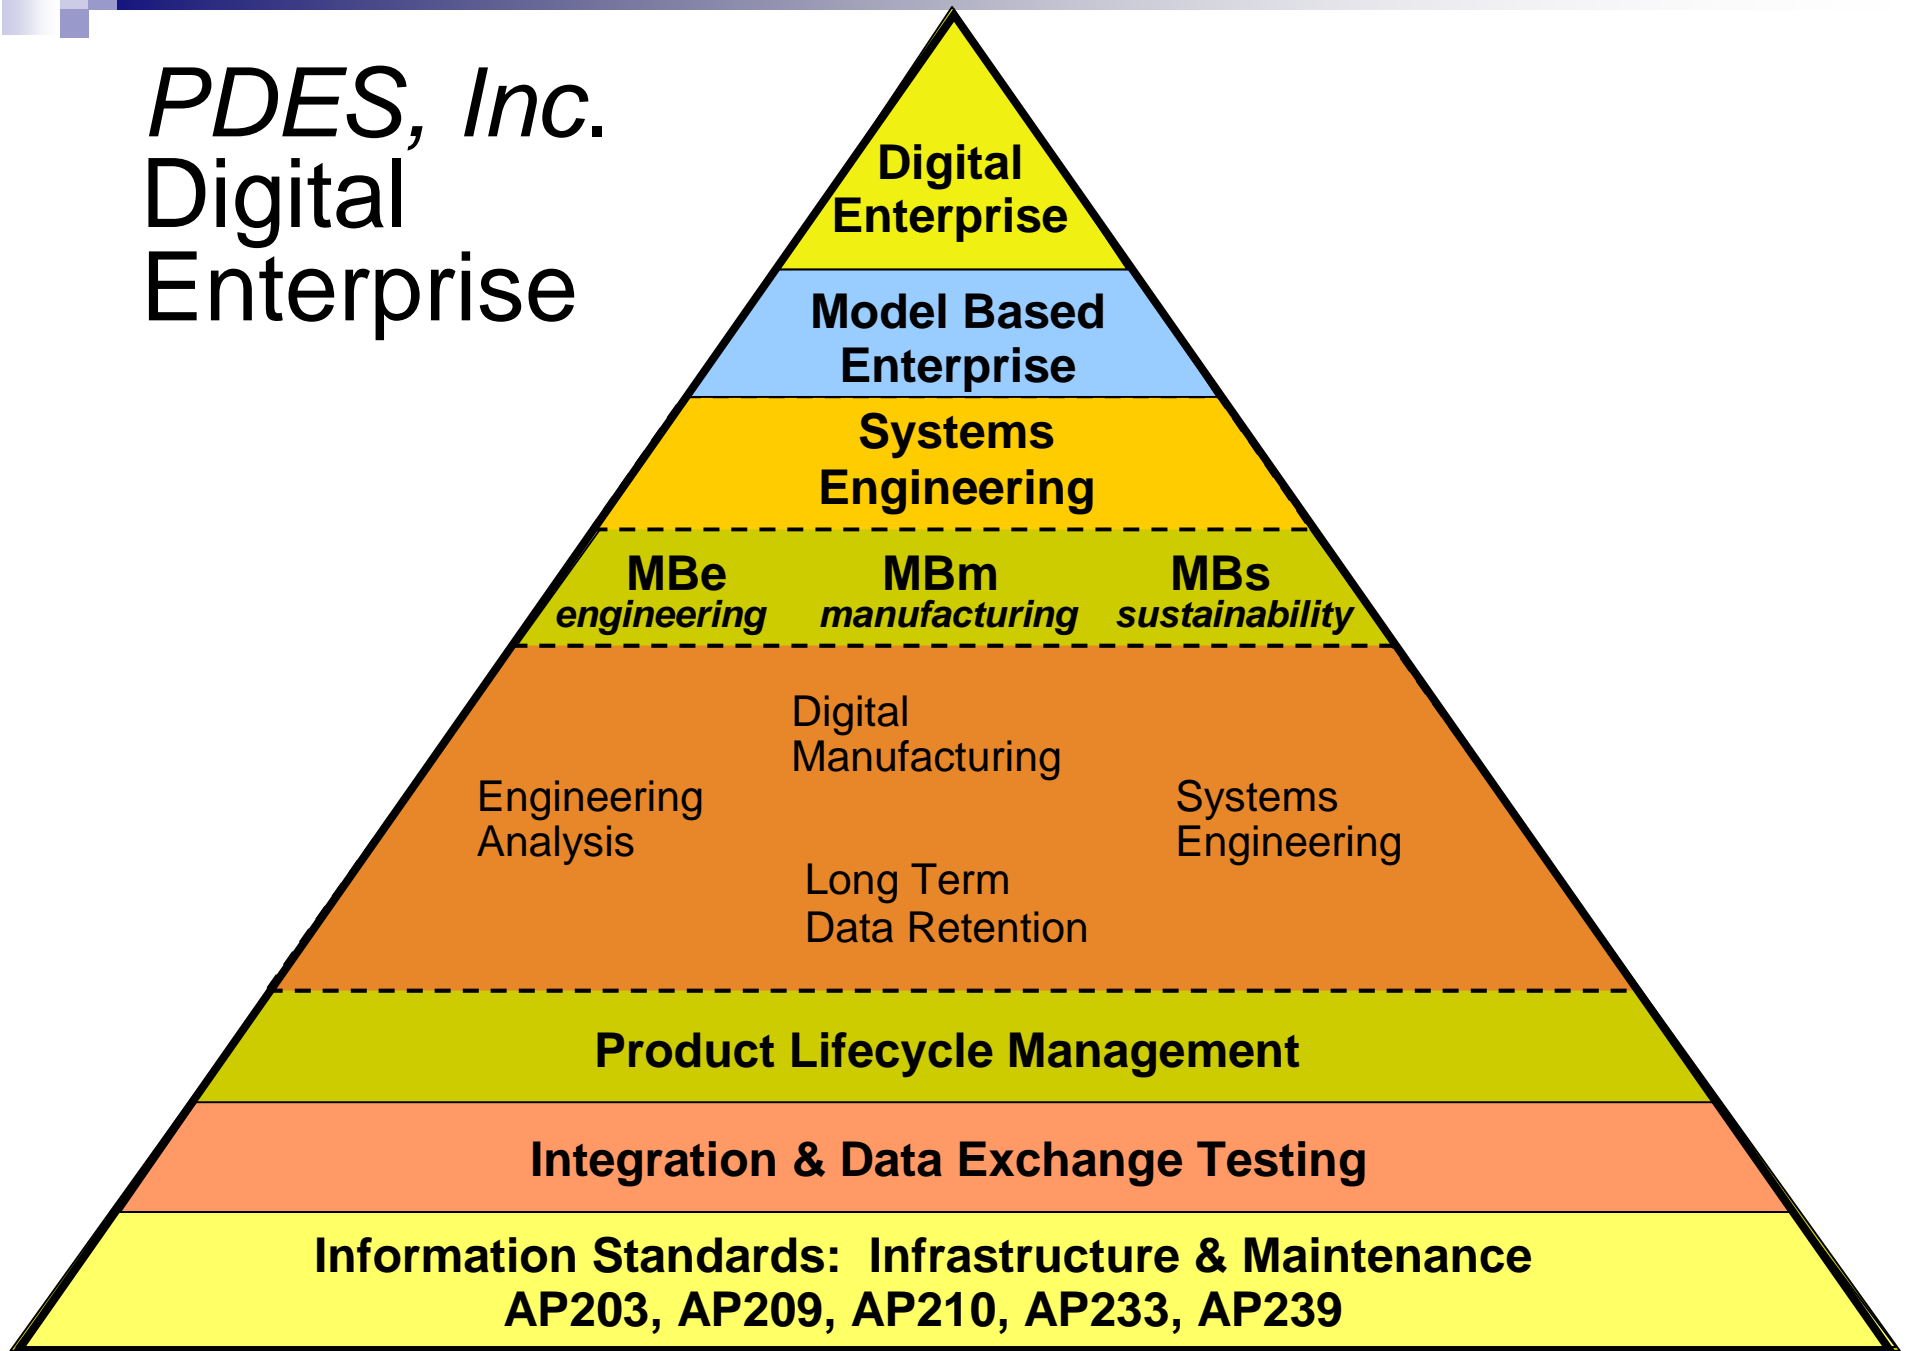 PDES, Inc.
Digital
Enterprise
Digital
Enterprise
Model Based
Enterprise
Systems
Engineering
MBe MBm MBs
engineering manufacturing sustainability
Digital
Manufacturing
Engineering
Analysis
Systems
Engineering
Long Term
Data Retention
Product Lifecycle Management
Integration & Data Exchange Testing
Information Standards: Infrastructure & Maintenance
AP203, AP209, AP210, AP233, AP239